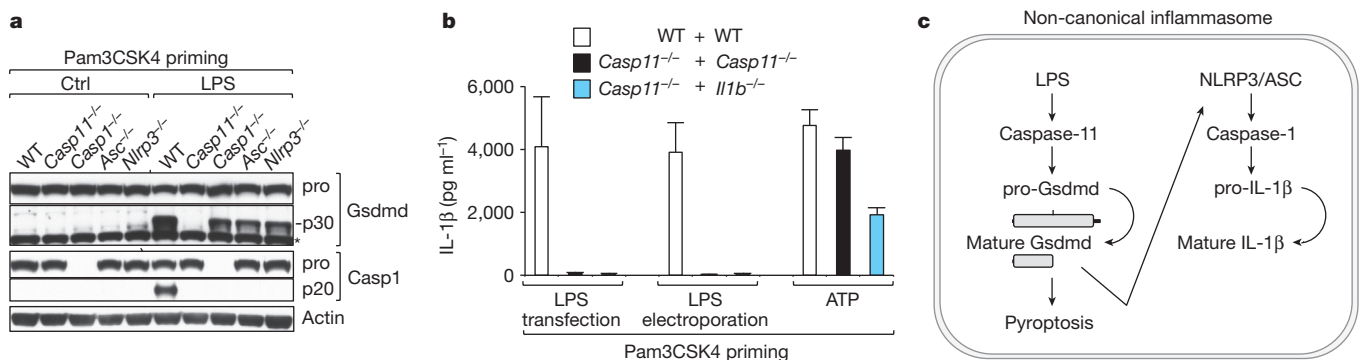 a
Pam3CSK4 priming
Ctrl LPS
WT Casp11–/– Casp1–/– Asc–/– Nlrp3–/– WT Casp11–/– Casp1–/– Asc–/– Nlrp3–/–
pro
Gsdmd
-p30
*
pro
Casp1
p20
Actin
b
WT + WT
Casp11–/– + Casp11–/–
Casp11–/– + Il1b–/–
IL-1β (pg ml–1)
6,000
4,000
2,000
0
LPS transfection
LPS electroporation
ATP
Pam3CSK4 priming
c
Non-canonical inflammasome
LPS NLRP3/ASC
Caspase-11 Caspase-1
pro-Gsdmd pro-IL-1β
Mature Gsdmd Mature IL-1β
Pyroptosis